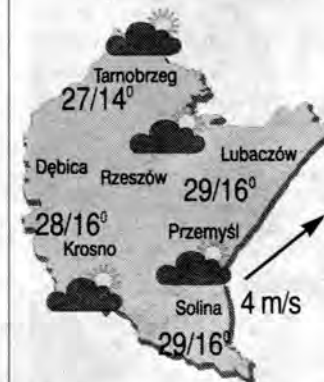 Tarnobrzeg
27/14⁰
Dębica
Rzeszów
Lubaczów
29/16⁰
28/16⁰
Krosno
Przemyśl
Solina
4 m/s
29/16⁰